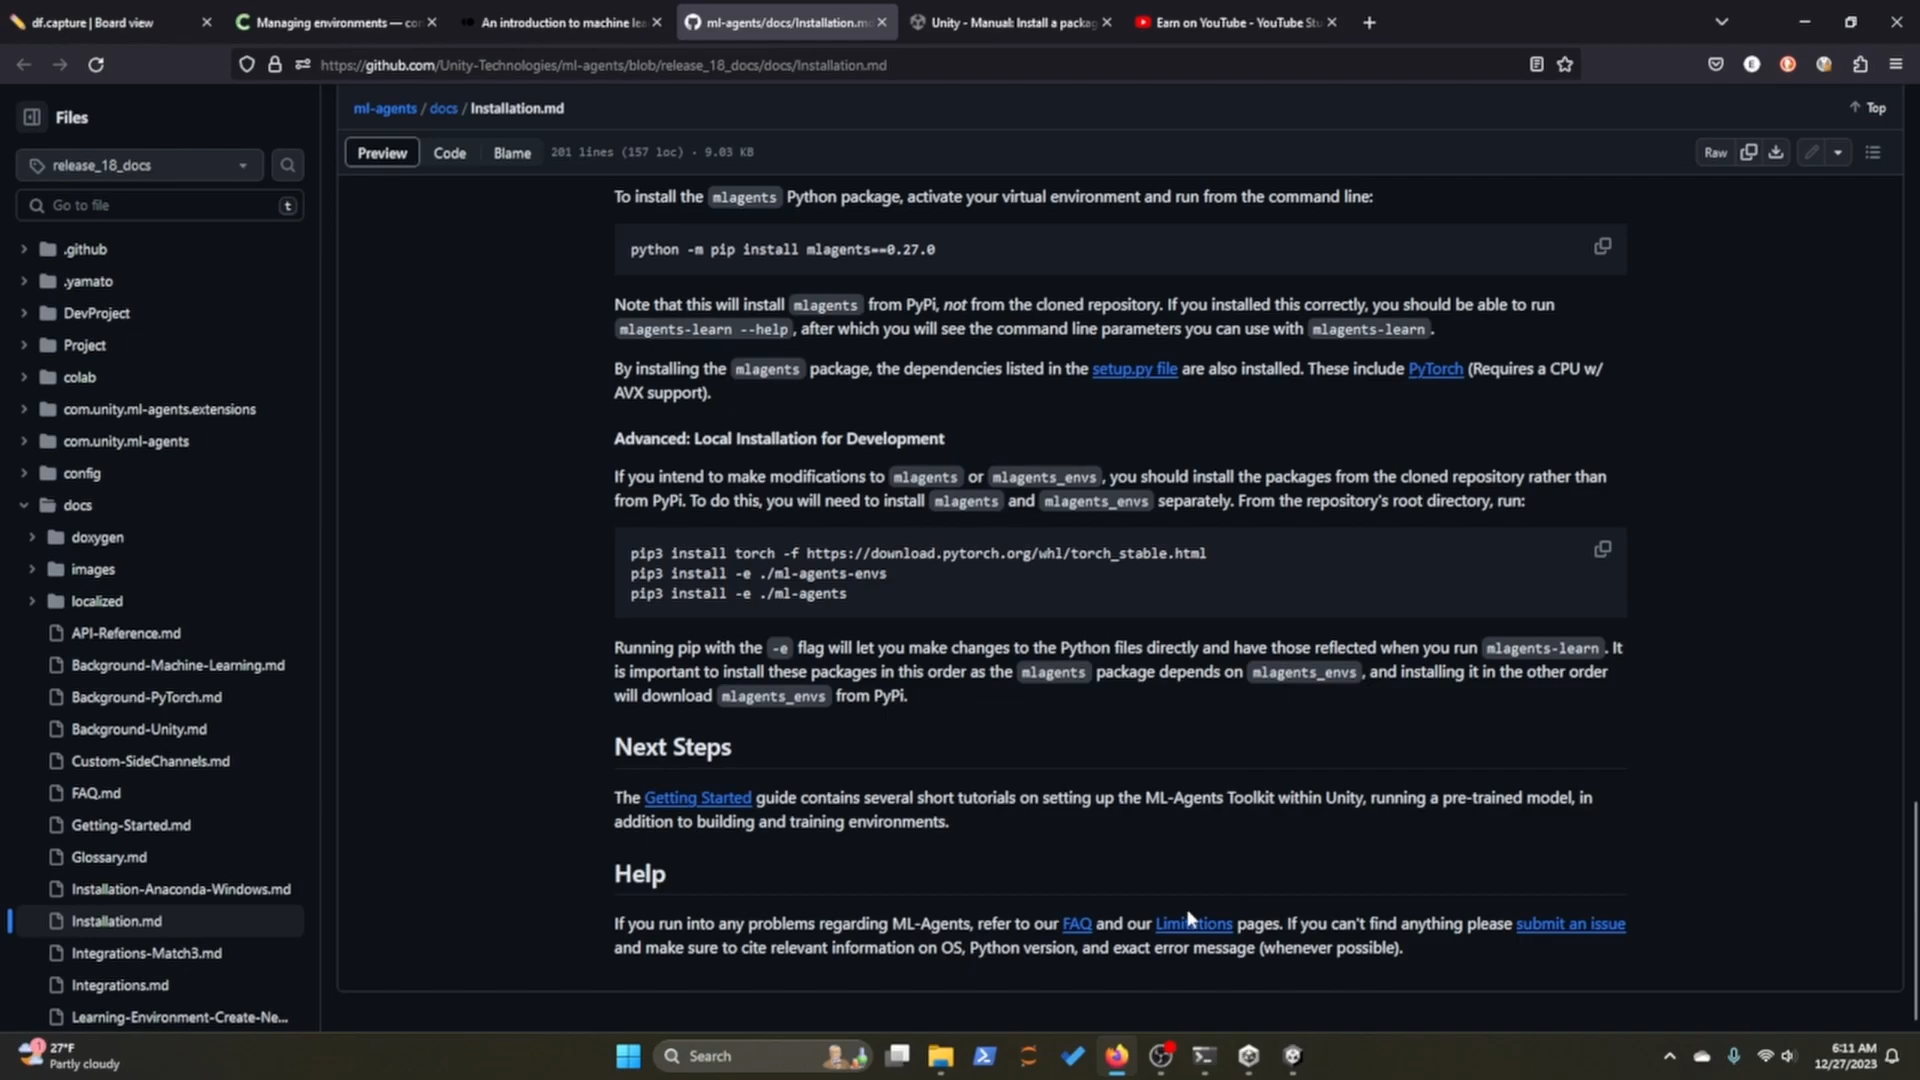 df.capture | Board view
Managing environments — con
An introduction to machine lea
ml-agents/docs/Installation.md
Unity - Manual: Install a packag
Earn on YouTube - YouTube Stu
https://github.com/Unity-Technologies/ml-agents/blob/release_18_docs/docs/Installation.md
Files
release_18_docs
Go to file
t
.github
.yamato
DevProject
Project
colab
com.unity.ml-agents.extensions
com.unity.ml-agents
config
docs
doxygen
images
localized
API-Reference.md
Background-Machine-Learning.md
Background-PyTorch.md
Background-Unity.md
Custom-SideChannels.md
FAQ.md
Getting-Started.md
Glossary.md
Installation-Anaconda-Windows.md
Installation.md
Integrations-Match3.md
Integrations.md
Learning-Environment-Create-Ne...
ml-agents / docs / Installation.md
Top
Preview Code Blame 201 lines (157 loc) · 9.03 KB
Raw
To install the mlagents Python package, activate your virtual environment and run from the command line:
python -m pip install mlagents==0.27.0
Note that this will install mlagents from PyPi, not from the cloned repository. If you installed this correctly, you should be able to run
mlagents-learn --help, after which you will see the command line parameters you can use with mlagents-learn.
By installing the mlagents package, the dependencies listed in the setup.py file are also installed. These include PyTorch (Requires a CPU w/
AVX support).
Advanced: Local Installation for Development
If you intend to make modifications to mlagents or mlagents_envs, you should install the packages from the cloned repository rather than
from PyPi. To do this, you will need to install mlagents and mlagents_envs separately. From the repository's root directory, run:
pip3 install torch -f https://download.pytorch.org/whl/torch_stable.html
pip3 install -e ./ml-agents-envs
pip3 install -e ./ml-agents
Running pip with the -e flag will let you make changes to the Python files directly and have those reflected when you run mlagents-learn. It
is important to install these packages in this order as the mlagents package depends on mlagents_envs, and installing it in the other order
will download mlagents_envs from PyPi.
Next Steps
The Getting Started guide contains several short tutorials on setting up the ML-Agents Toolkit within Unity, running a pre-trained model, in
addition to building and training environments.
Help
If you run into any problems regarding ML-Agents, refer to our FAQ and our Limitations pages. If you can't find anything please submit an issue
and make sure to cite relevant information on OS, Python version, and exact error message (whenever possible).
1
27°F
Partly cloudy
Search
6:11 AM
12/27/2023